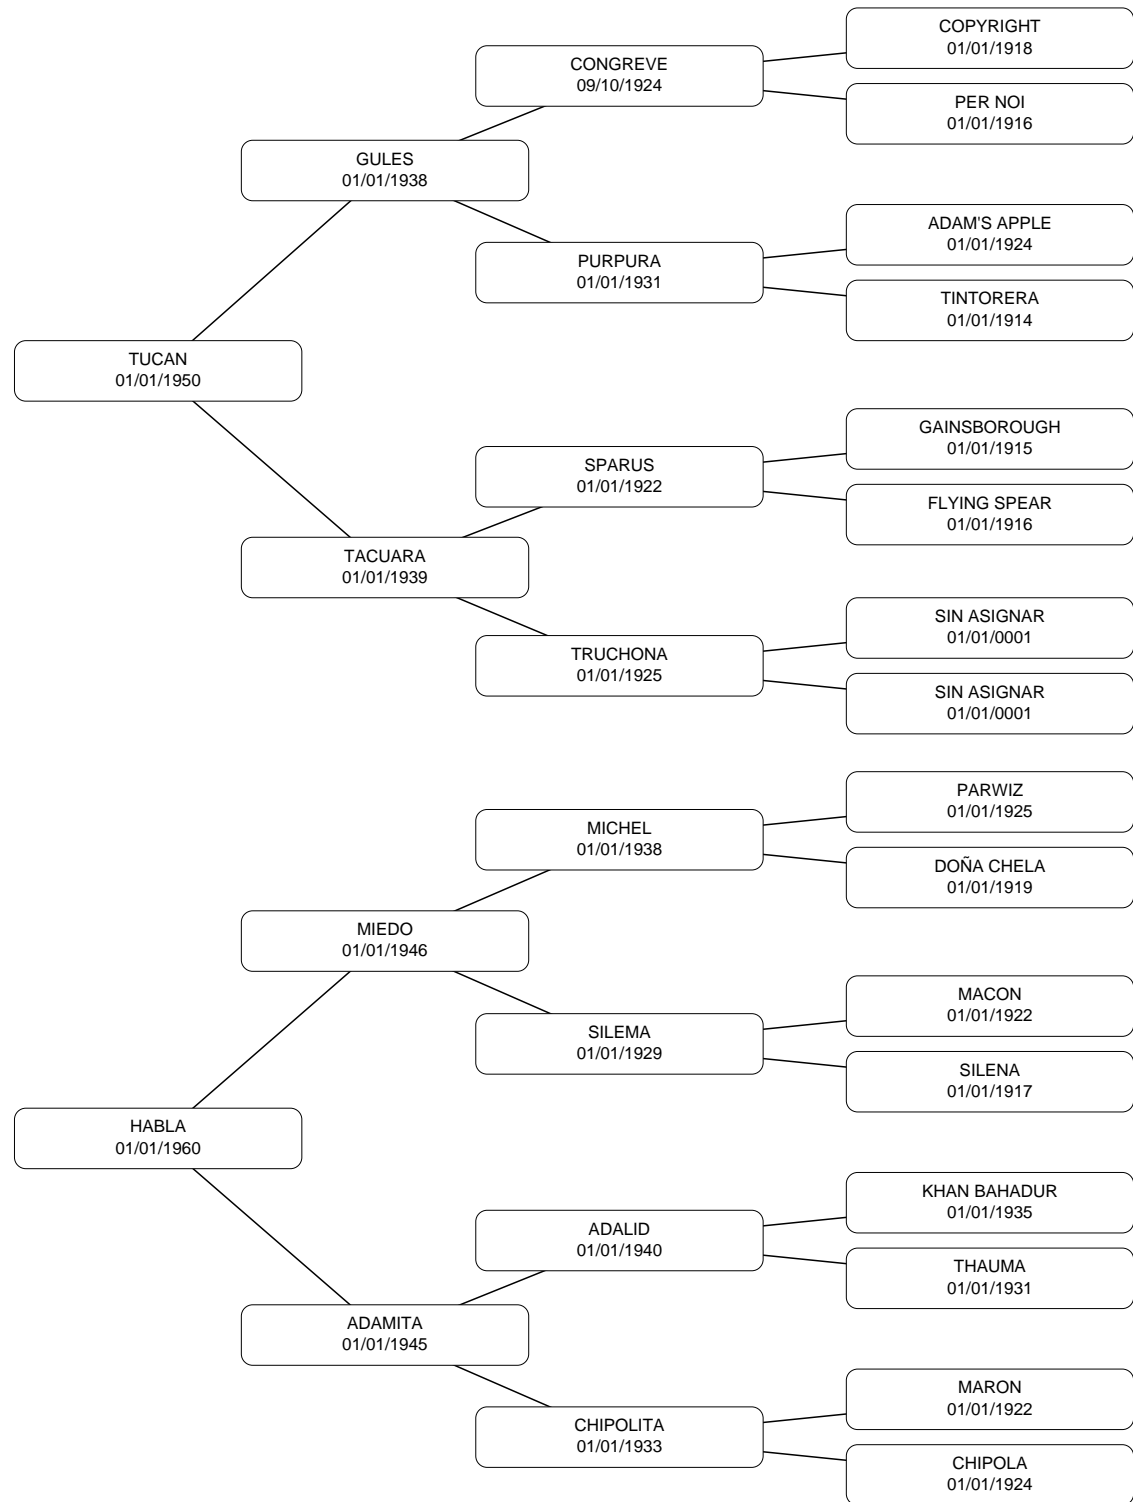 COPYRIGHT
01/01/1918
CONGREVE
09/10/1924
PER NOI
01/01/1916
GULES
01/01/1938
ADAM'S APPLE
01/01/1924
PURPURA
01/01/1931
TINTORERA
01/01/1914
TUCAN
01/01/1950
GAINSBOROUGH
01/01/1915
SPARUS
01/01/1922
FLYING SPEAR
01/01/1916
TACUARA
01/01/1939
SIN ASIGNAR
01/01/0001
TRUCHONA
01/01/1925
SIN ASIGNAR
01/01/0001
PARWIZ
01/01/1925
MICHEL
01/01/1938
DOÑA CHELA
01/01/1919
MIEDO
01/01/1946
MACON
01/01/1922
SILEMA
01/01/1929
SILENA
01/01/1917
HABLA
01/01/1960
KHAN BAHADUR
01/01/1935
ADALID
01/01/1940
THAUMA
01/01/1931
ADAMITA
01/01/1945
MARON
01/01/1922
CHIPOLITA
01/01/1933
CHIPOLA
01/01/1924